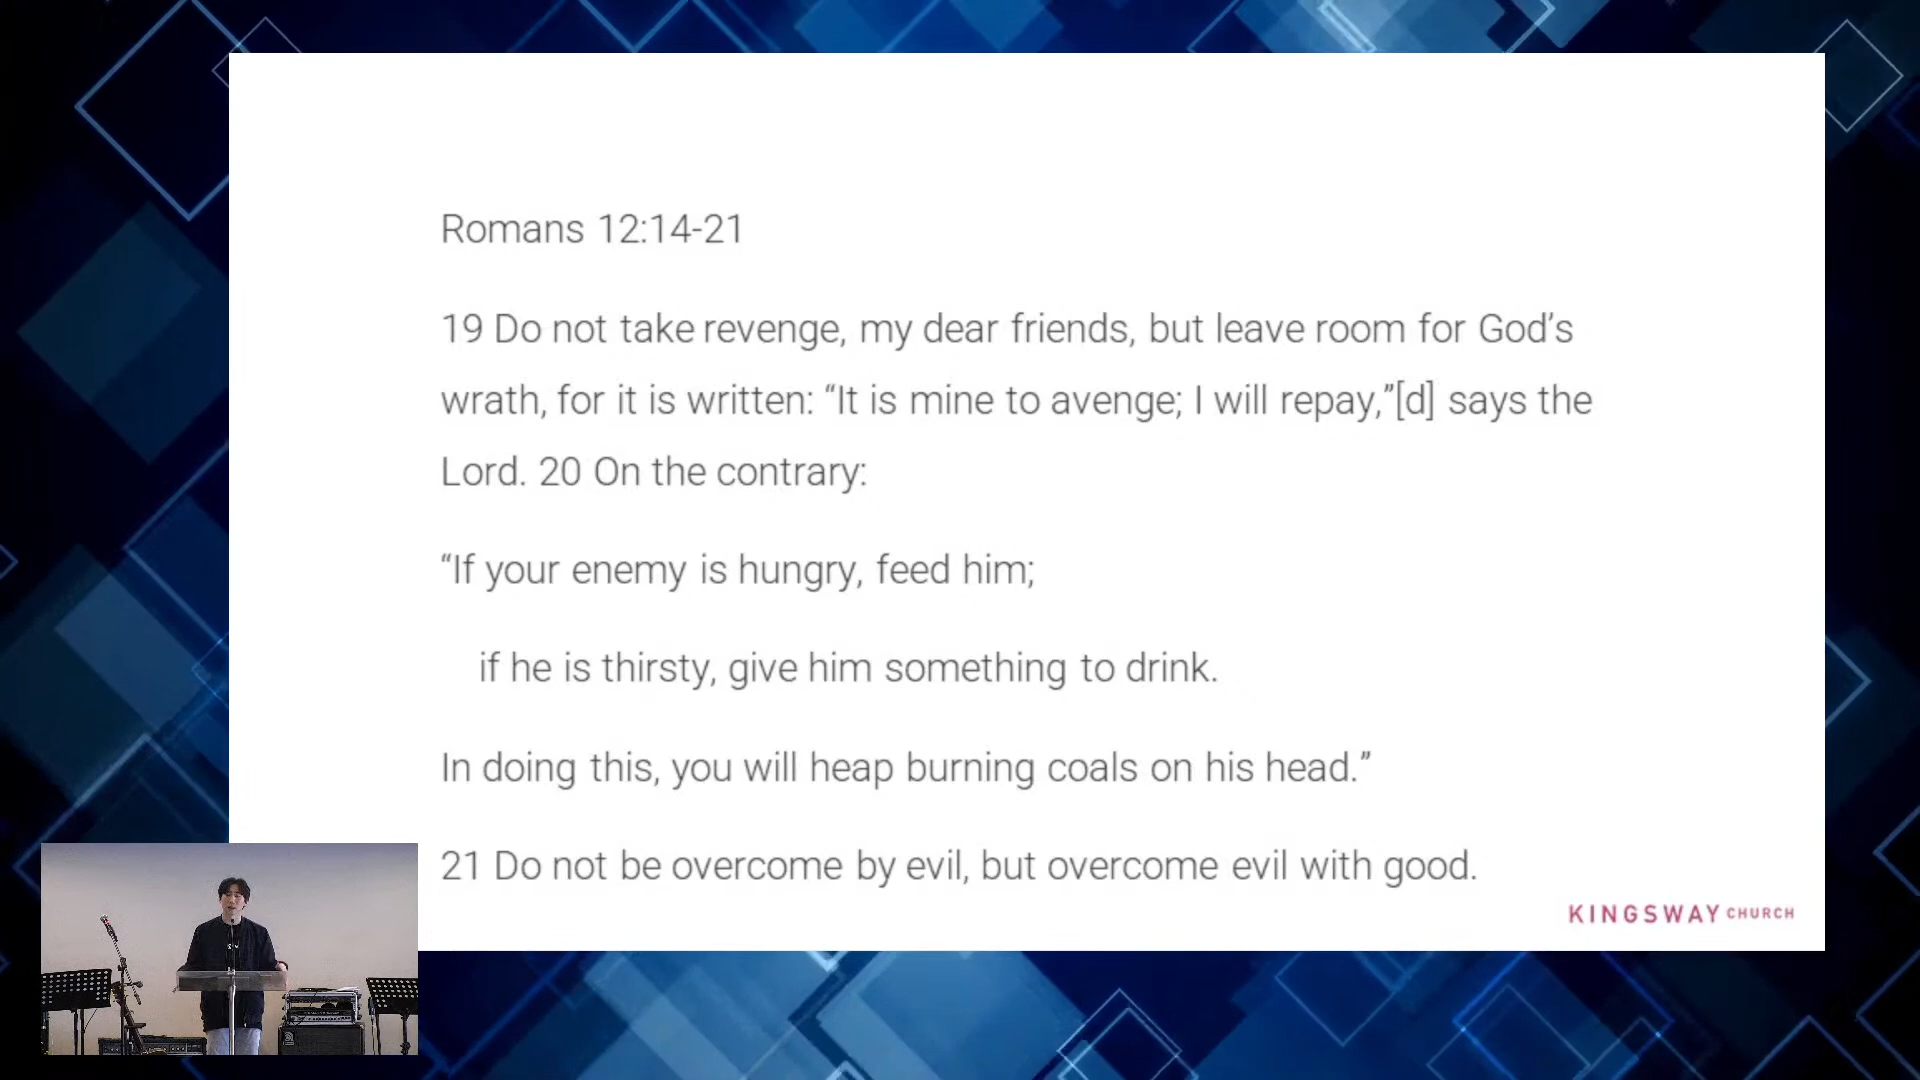 Romans 12:14-21
19 Do not take revenge, my dear friends, but leave room for God’s
wrath, for it is written: “It is mine to avenge; I will repay,”[d] says the
Lord. 20 On the contrary:
“If your enemy is hungry, feed him;
if he is thirsty, give him something to drink.
In doing this, you will heap burning coals on his head.”
21 Do not be overcome by evil, but overcome evil with good.
KINGSWAY CHURCH